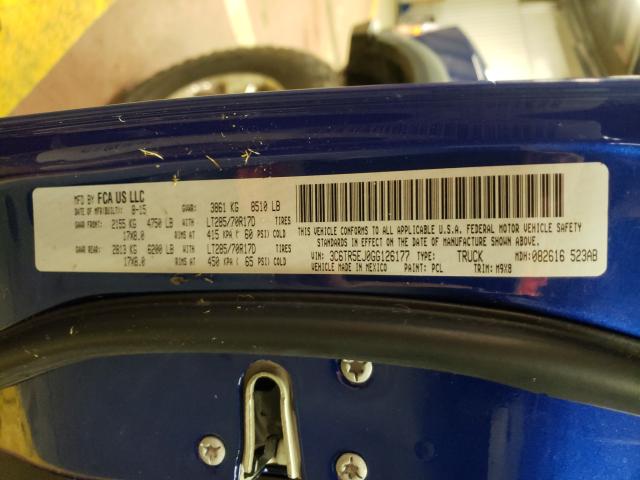 MFD BY FCA US LLC
DATE OF MFR/BUILT: 8-15 GVWR: 3861 KG 8510 LB
GAWR FRONT: 2155 KG 4750 LB WITH LT285/70R17D TIRES
17X8.0 RIMS AT 415 KPA ( 60 PSI) COLD
GAWR REAR: 2813 KG 6200 LB WITH LT285/70R17D TIRES
17X8.0 RIMS AT 450 KPA ( 65 PSI) COLD
THIS VEHICLE CONFORMS TO ALL APPLICABLE U.S.A. FEDERAL MOTOR VEHICLE SAFETY
STANDARDS IN EFFECT ON THE DATE OF MANUFACTURE SHOWN ABOVE.
VIN: 3C6TR5EJ0GG126177 TYPE: TRUCK MDH: 082616 523AB
VEHICLE MADE IN MEXICO PAINT: PCL TRIM: M9X8